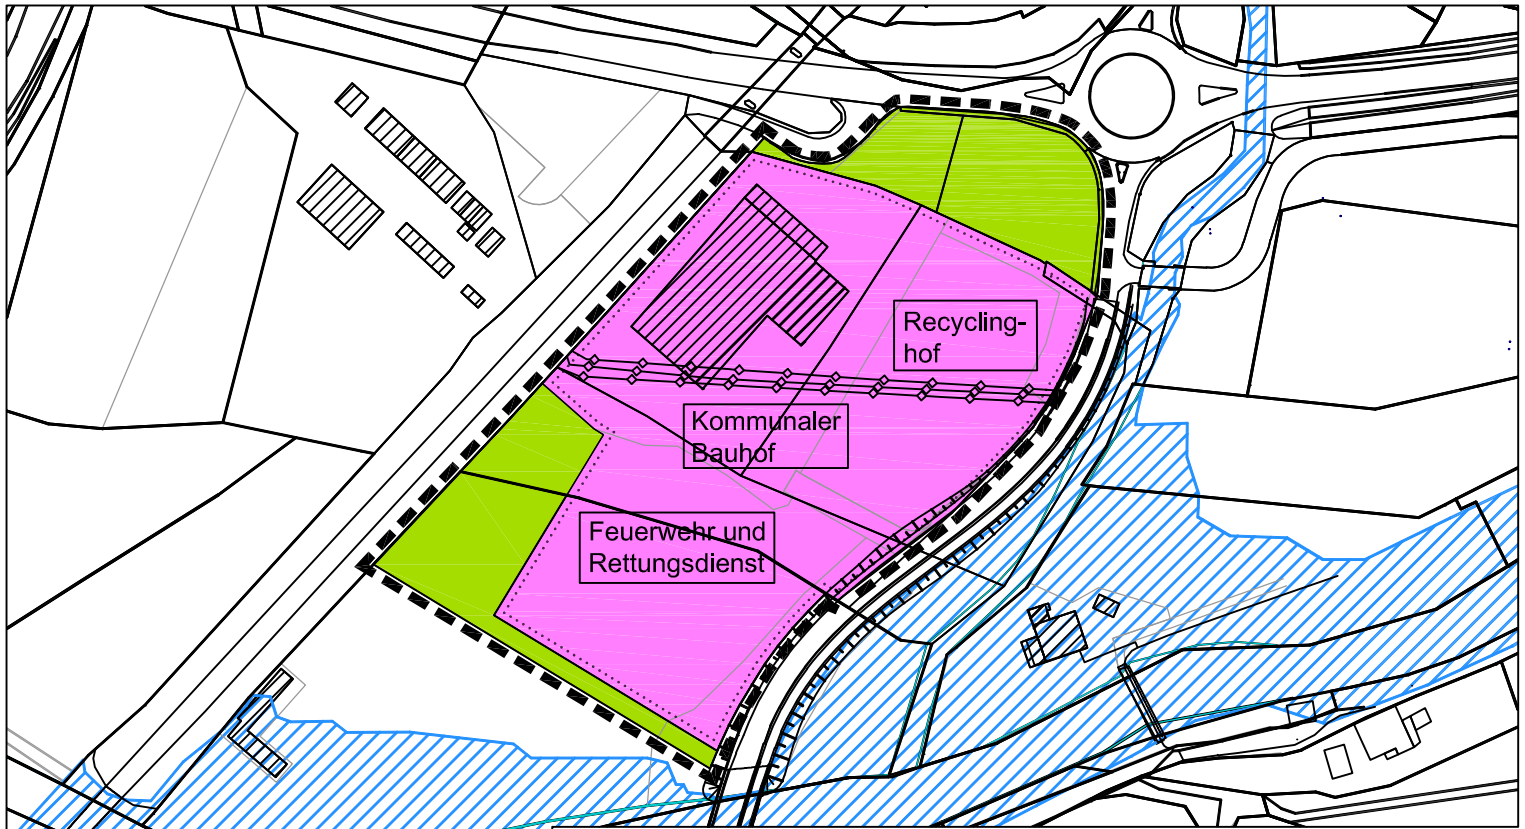 Recycling-
hof
Kommunaler
Bauhof
Feuerwehr und
Rettungsdienst